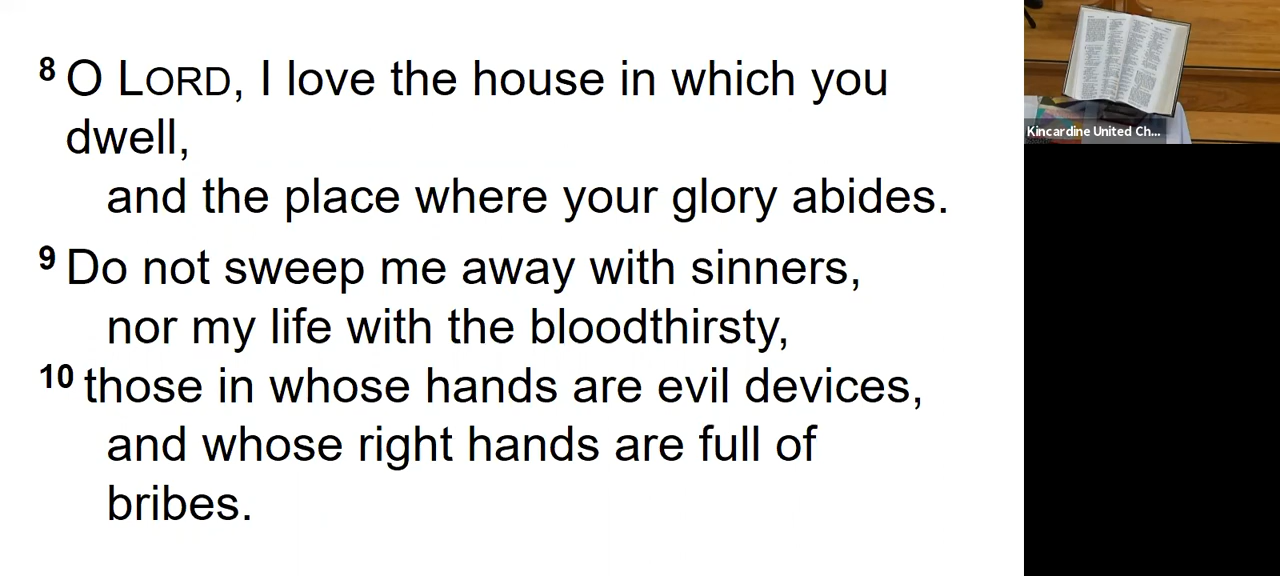 8 O LORD, I love the house in which you
dwell,
and the place where your glory abides.
9 Do not sweep me away with sinners,
nor my life with the bloodthirsty,
10 those in whose hands are evil devices,
and whose right hands are full of
bribes.
Kincardine United Ch...